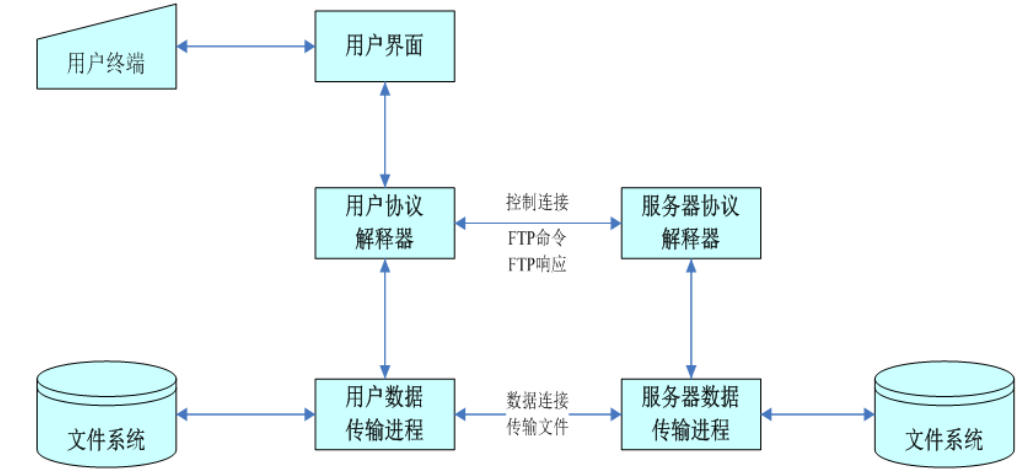 用户终端
用户界面
用户协议
解释器
控制连接
FTP命令
FTP响应
服务器协议
解释器
文件系统
用户数据
传输进程
数据连接
传输文件
服务器数据
传输进程
文件系统